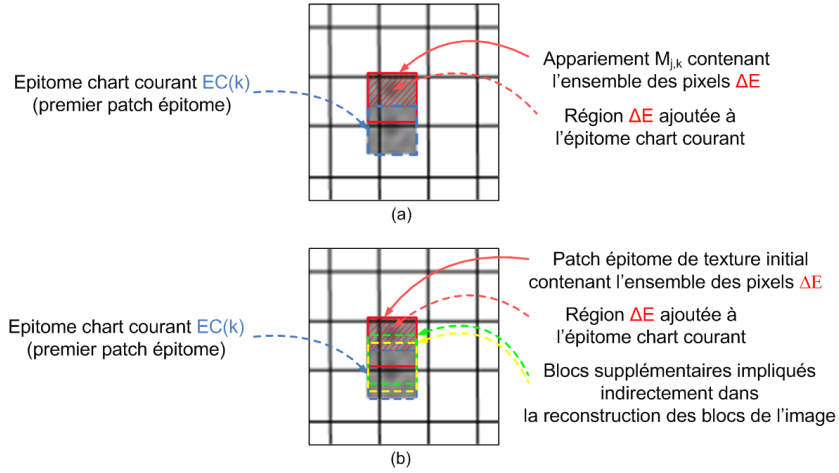 Epitome chart courant EC(k)
(premier patch épitome)
Appariement Mj,k contenant
l'ensemble des pixels ΔE
Région ΔE ajoutée à
l'épitome chart courant
(a)
Epitome chart courant EC(k)
(premier patch épitome)
Patch épitome de texture initial
contenant l'ensemble des pixels ΔE
Région ΔE ajoutée à
l'épitome chart courant
Blocs supplémentaires impliqués
indirectement dans
la reconstruction des blocs de l'image
(b)